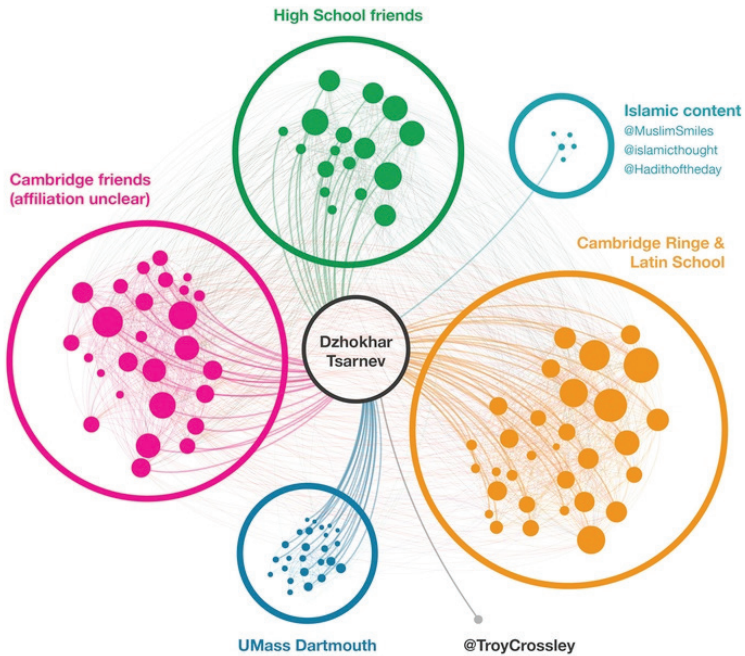 High School friends
Islamic content
@MuslimSmiles
@islamicthought
@Hadithoftheday
Cambridge friends
(affiliation unclear)
Cambridge Ringe &
Latin School
Dzhokhar
Tsarnev
UMass Dartmouth
@TroyCrossley